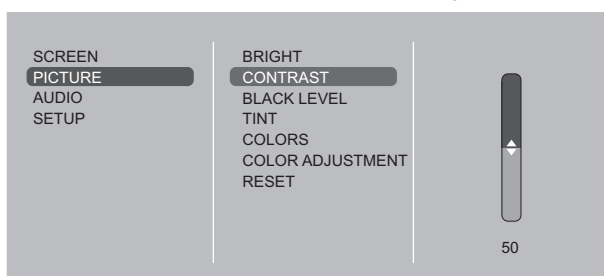 SCREEN
PICTURE
AUDIO
SETUP
BRIGHT
CONTRAST
BLACK LEVEL
TINT
COLORS
COLOR ADJUSTMENT
RESET
50